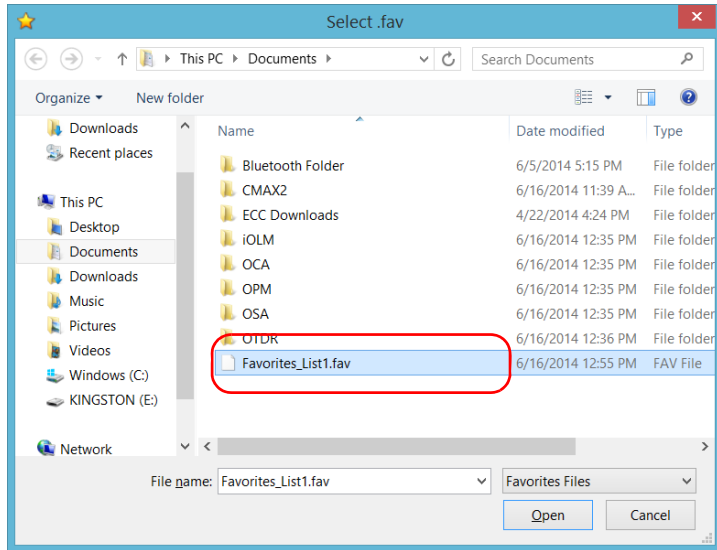 Select .fav
This PC Documents Search Documents
Organize New folder
Name Date modified Type
Downloads
Recent places
This PC
Desktop
Documents
Downloads
Music
Pictures
Videos
Windows (C:)
KINGSTON (E:)
Network
Bluetooth Folder 6/5/2014 5:15 PM File folder
CMAX2 6/16/2014 11:39 A... File folder
ECC Downloads 4/22/2014 4:24 PM File folder
iOLM 6/16/2014 12:35 PM File folder
OCA 6/16/2014 12:35 PM File folder
OPM 6/16/2014 12:35 PM File folder
OSA 6/16/2014 12:35 PM File folder
OTDR 6/16/2014 12:36 PM File folder
Favorites_List1.fav 6/16/2014 12:55 PM FAV File
File name: Favorites_List1.fav Favorites Files
Open Cancel